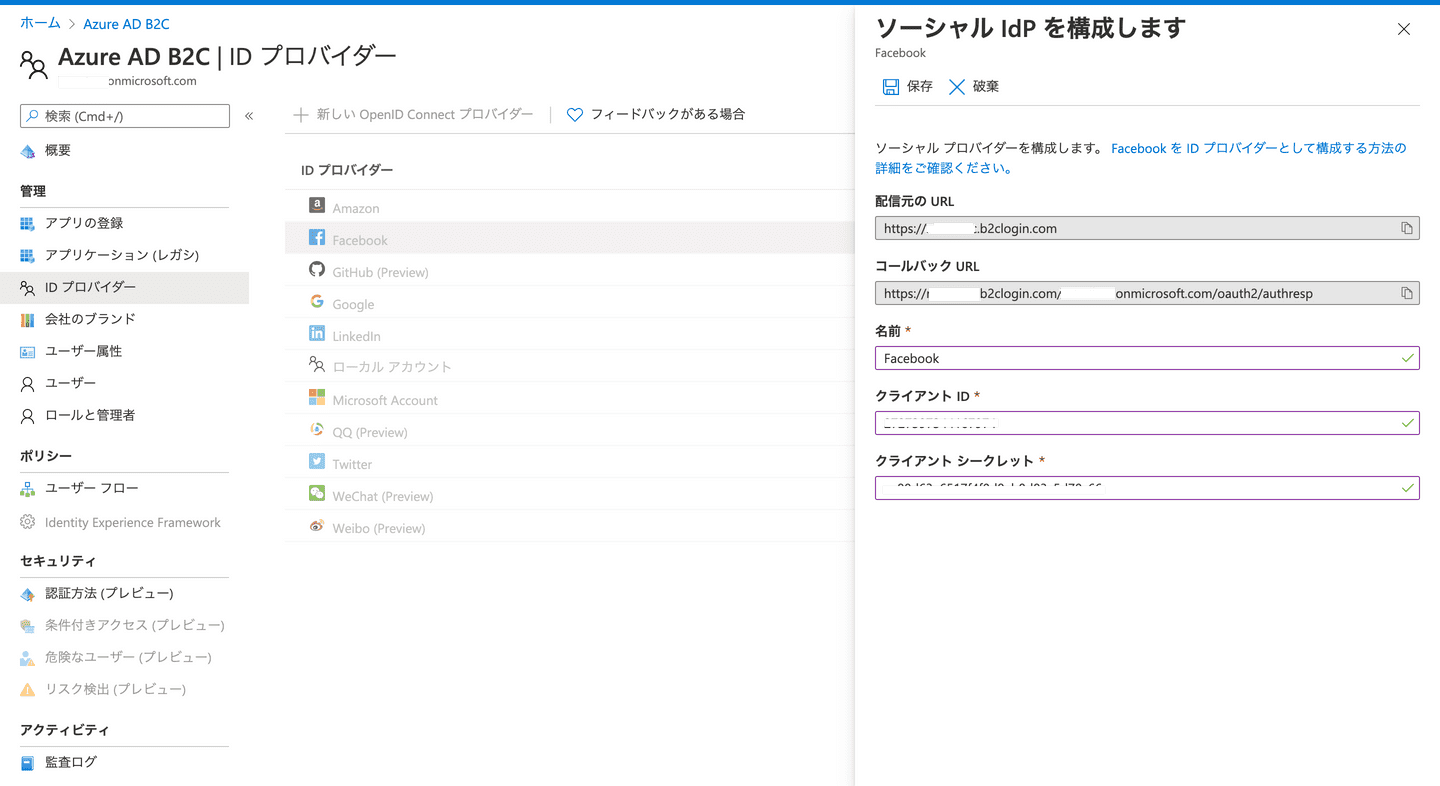 ホーム > Azure AD B2C
Azure AD B2C | ID プロバイダー
onmicrosoft.com
検索 (Cmd+/)
«
概要
管理
アプリの登録
アプリケーション (レガシ)
ID プロバイダー
会社のブランド
ユーザー属性
ユーザー
ロールと管理者
ポリシー
ユーザー フロー
Identity Experience Framework
セキュリティ
認証方法 (プレビュー)
条件付きアクセス (プレビュー)
危険なユーザー (プレビュー)
リスク検出 (プレビュー)
アクティビティ
監査ログ
新しい OpenID Connect プロバイダー
フィードバックがある場合
ID プロバイダー
Amazon
Facebook
GitHub (Preview)
Google
LinkedIn
ローカル アカウント
Microsoft Account
QQ (Preview)
Twitter
WeChat (Preview)
Weibo (Preview)
ソーシャル IdP を構成します
Facebook
保存
破棄
ソーシャル プロバイダーを構成します。 Facebook を ID プロバイダーとして構成する方法の
詳細をご確認ください。
配信元の URL
https:// .b2clogin.com
コールバック URL
https:// b2clogin.com/ onmicrosoft.com/oauth2/authresp
名前 *
Facebook
クライアント ID *
クライアント シークレット *